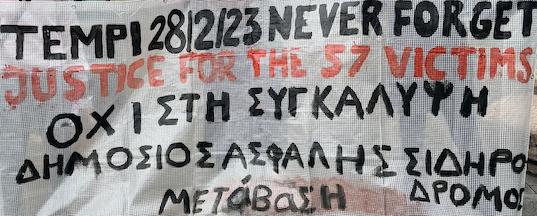 TEMPI 28/2/23 NEVER FORGET
JUSTICE FOR THE 57 VICTIMS
ΟΧΙ ΣΤΗ ΣΥΓΚΑΛΥΨΗ
ΔΗΜΟΣΙΟΣ ΑΣΦΑΛΗΣ ΣΙΔΗΡΟ
ΔΡΟΜΟΣ
ΜΕΤάΒΑΣΗ